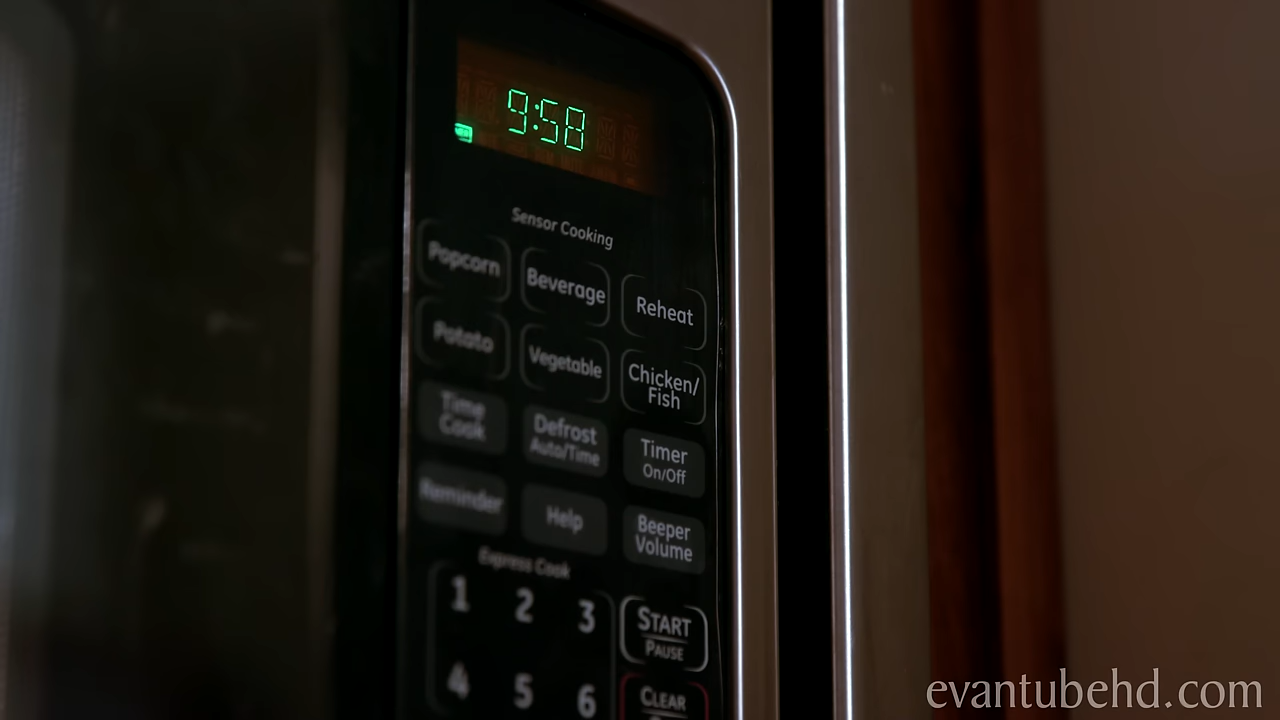 9:58
Sensor Cooking
Popcorn
Beverage
Reheat
Potato
Vegetable
Chicken/
Fish
Time
Cook
Defrost
Auto/Time
Timer
On/Off
Reminder
Help
Beeper
Volume
Express Cook
1 2 3
START
PAUSE
4 5 6
CLEAR
evantubehd.com